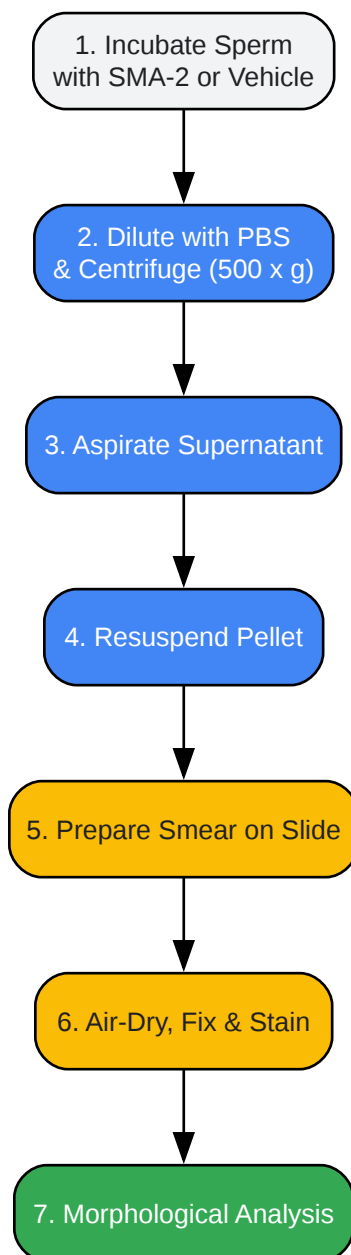 1. Incubate Sperm
with SMA-2 or Vehicle
2. Dilute with PBS
& Centrifuge (500 x g)
3. Aspirate Supernatant
4. Resuspend Pellet
5. Prepare Smear on Slide
6. Air-Dry, Fix & Stain
7. Morphological Analysis